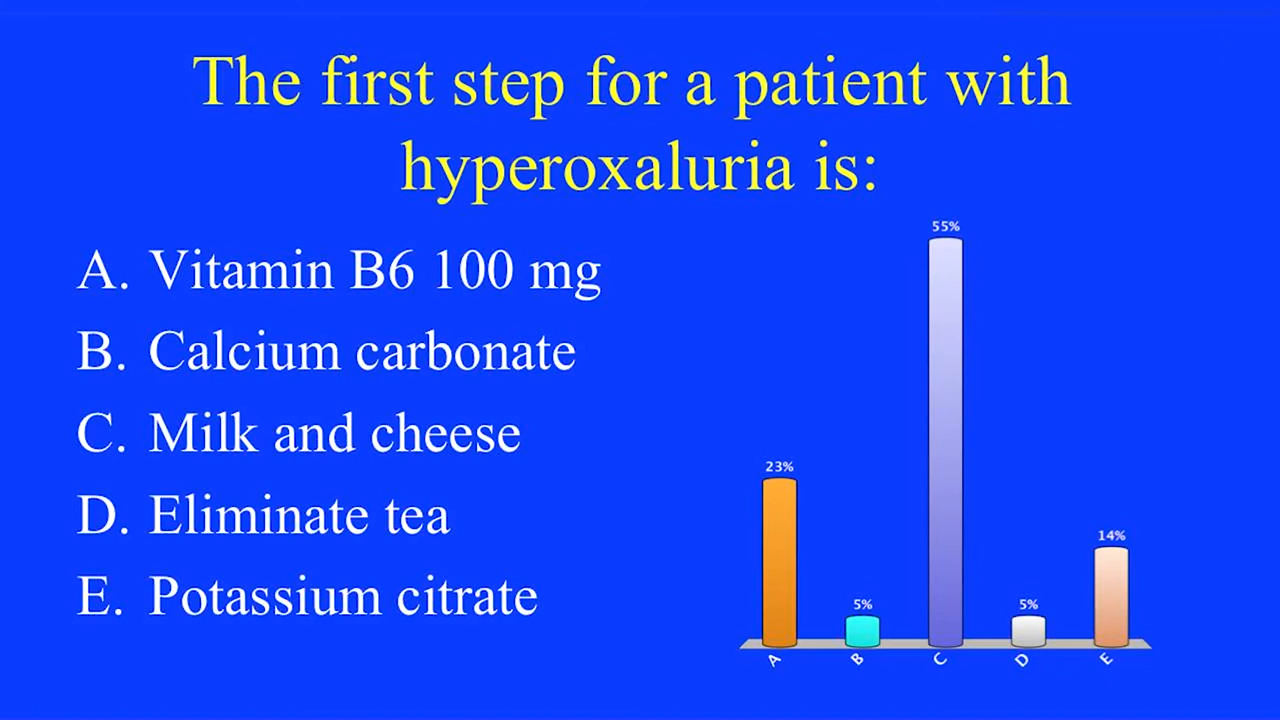 The first step for a patient with
hyperoxaluria is:
A. Vitamin B6 100 mg
B. Calcium carbonate
C. Milk and cheese
D. Eliminate tea
E. Potassium citrate
23%
5%
55%
5%
14%
A
B
C
D
E